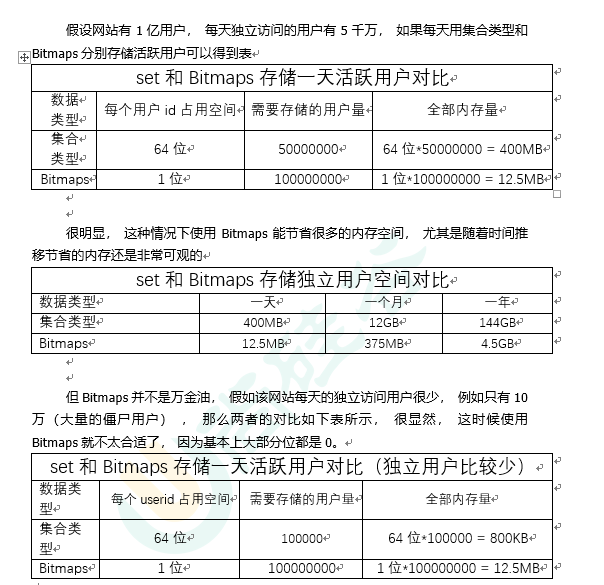 假设网站有 1 亿用户， 每天独立访问的用户有 5 千万， 如果每天用集合类型和
Bitmaps 分别存储活跃用户可以得到表
set 和 Bitmaps 存储一天活跃用户对比
数据类型 每个用户 id 占用空间 需要存储的用户量 全部内存量
集合类型 64 位 50000000 64 位*50000000 = 400MB
Bitmaps 1 位 100000000 1 位*100000000 = 12.5MB
很明显， 这种情况下使用 Bitmaps 能节省很多的内存空间， 尤其是随着时间推
移节省的内存还是非常可观的
set 和 Bitmaps 存储独立用户空间对比
数据类型 一天 一个月 一年
集合类型 400MB 12GB 144GB
Bitmaps 12.5MB 375MB 4.5GB
但 Bitmaps 并不是万金油， 假如该网站每天的独立访问用户很少， 例如只有 10
万（大量的僵尸用户） ， 那么两者的对比如下表所示， 很显然， 这时候使用
Bitmaps 就不太合适了， 因为基本上大部分位都是 0。
set 和 Bitmaps 存储一天活跃用户对比（独立用户比较少）
数据类型 每个 userid 占用空间 需要存储的用户量 全部内存量
集合类型 64 位 100000 64 位*100000 = 800KB
Bitmaps 1 位 100000000 1 位*100000000 = 12.5MB